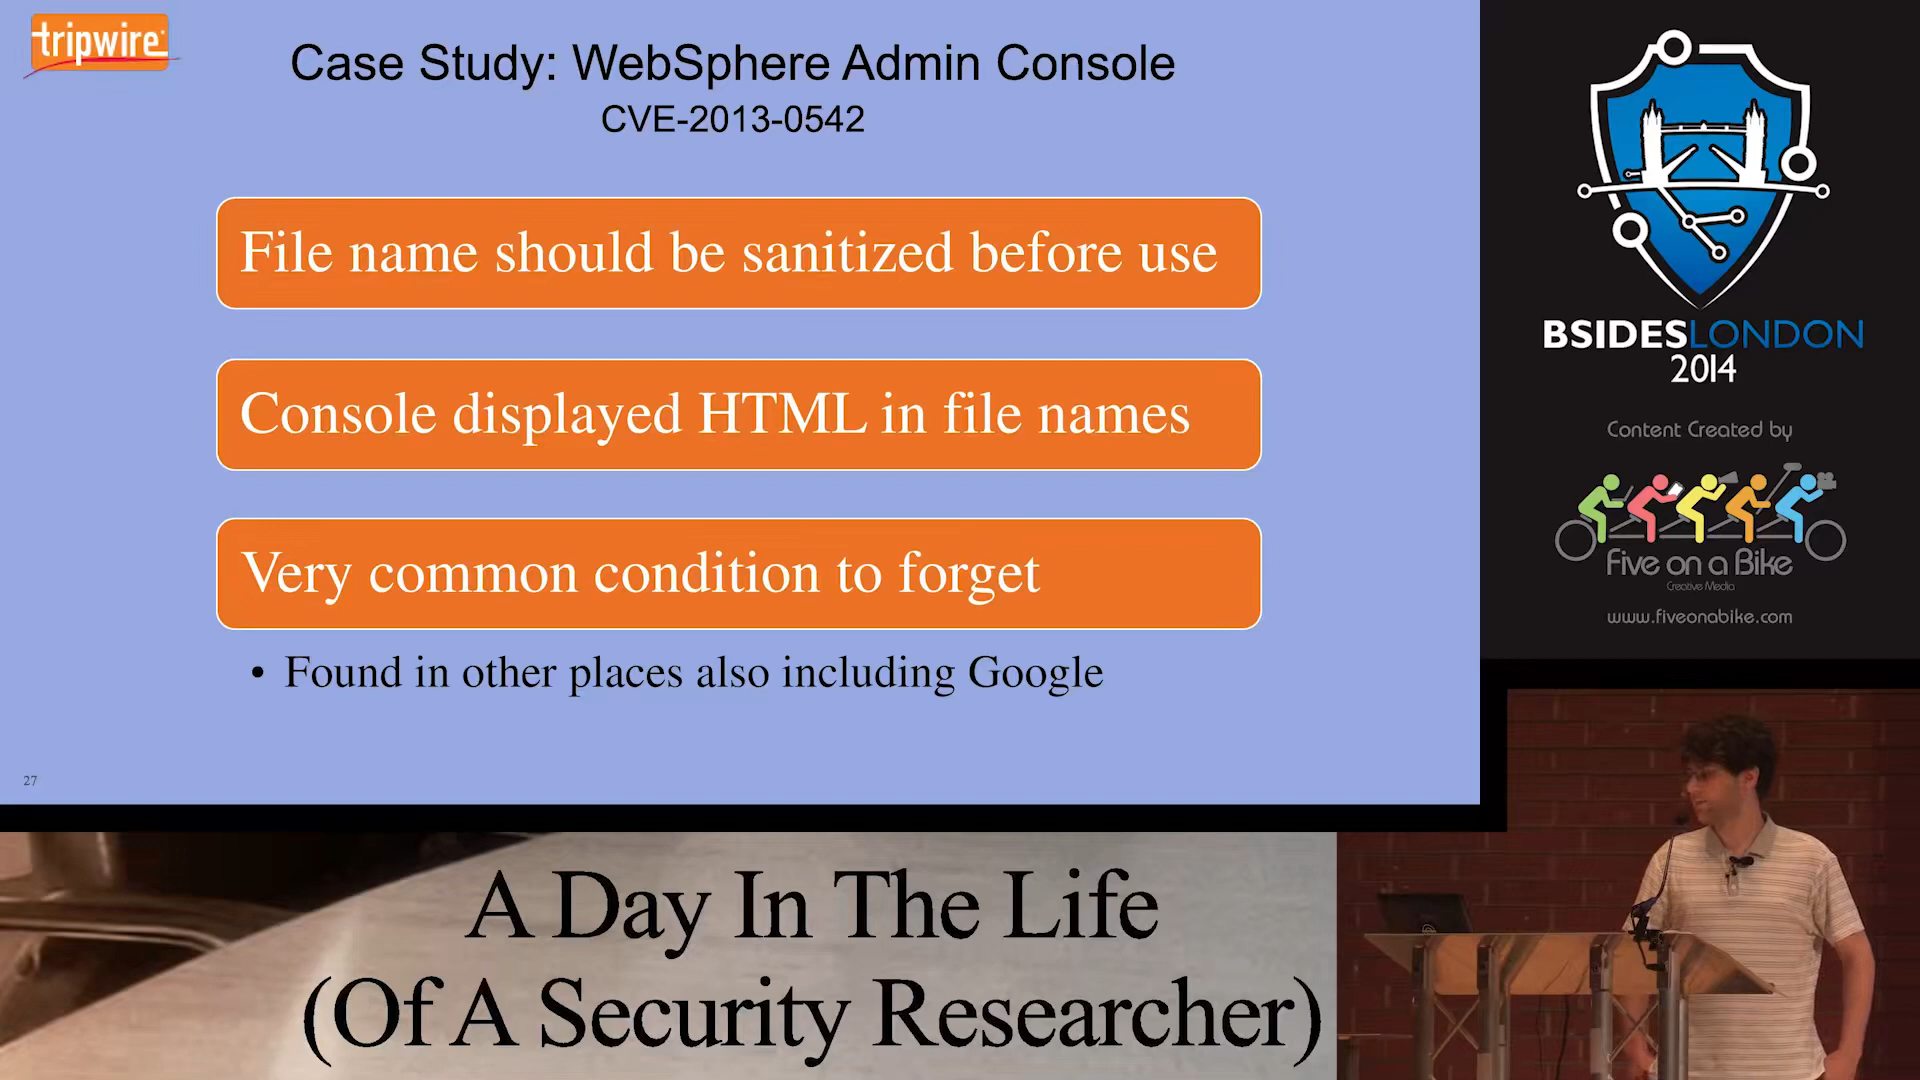 tripwire
Case Study: WebSphere Admin Console
CVE-2013-0542
File name should be sanitized before use
Console displayed HTML in file names
Very common condition to forget
• Found in other places also including Google
27
BSIDESLONDON
2014
Content Created by
Five on a Bike
Creative Media
www.fiveonabike.com
A Day In The Life
(Of A Security Researcher)